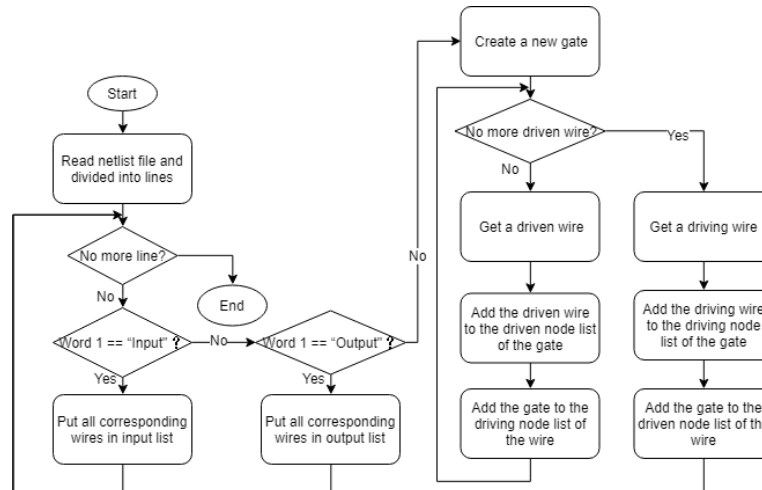 Start
Read netlist file and
divided into lines
No more line?
No
End
Word 1 == “Input” ?
No
Yes
Put all corresponding
wires in input list
Word 1 == “Output” ?
No
Yes
Put all corresponding
wires in output list
Create a new gate
No more driven wire?
Yes
No
Get a driven wire
Add the driven wire
to the driven node list
of the gate
Add the gate to the
driving node list of
the wire
Get a driving wire
Add the driving wire
to the driving node
list of the gate
Add the gate to the
driven node list of the
wire